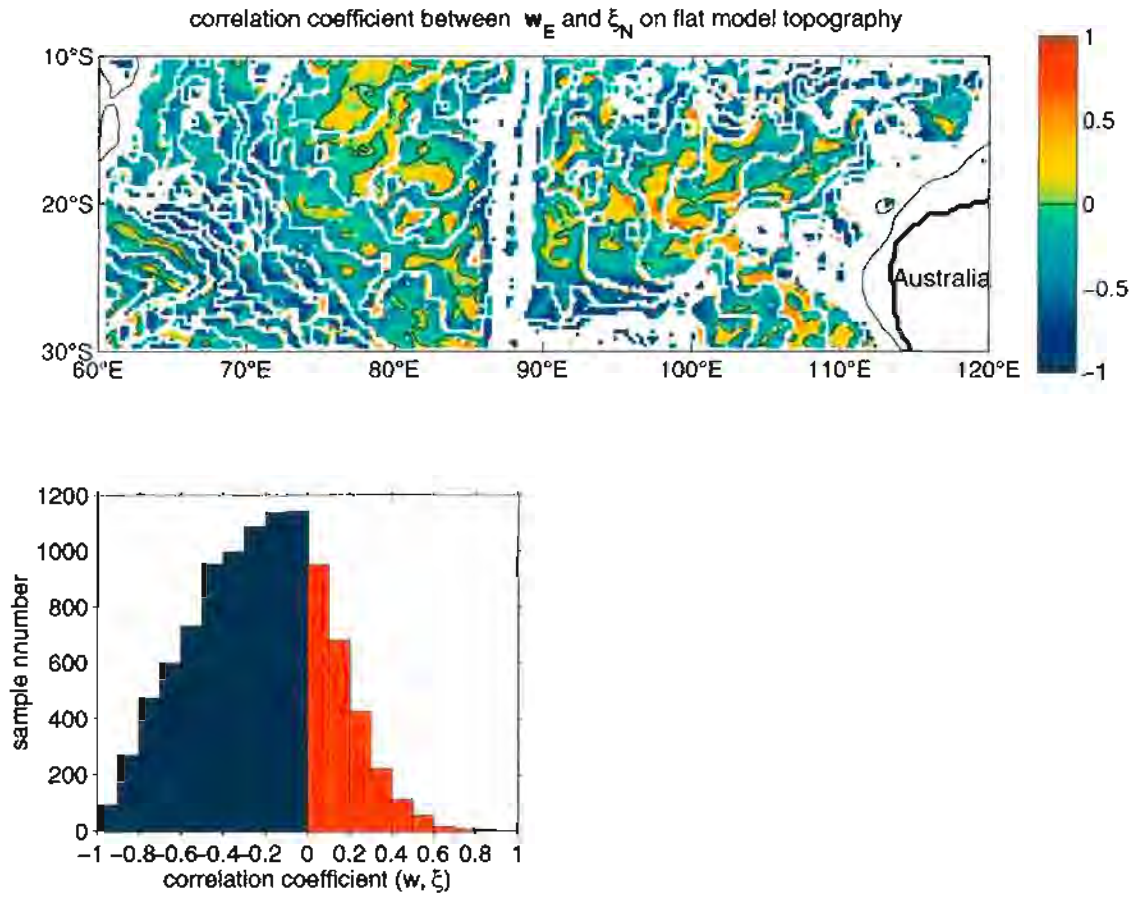 correlation coefficient between w_E and ξ_N on flat model topography
10°S
20°S
30°S
60°E 70°E 80°E 90°E 100°E 110°E 120°E
Australia
1
0.5
0
−0.5
−1
1200
1000
800
600
400
200
0
sample nnumber
−1 −0.8 −0.6 −0.4 −0.2 0 0.2 0.4 0.6 0.8 1
correlation coefficient (w, ξ)